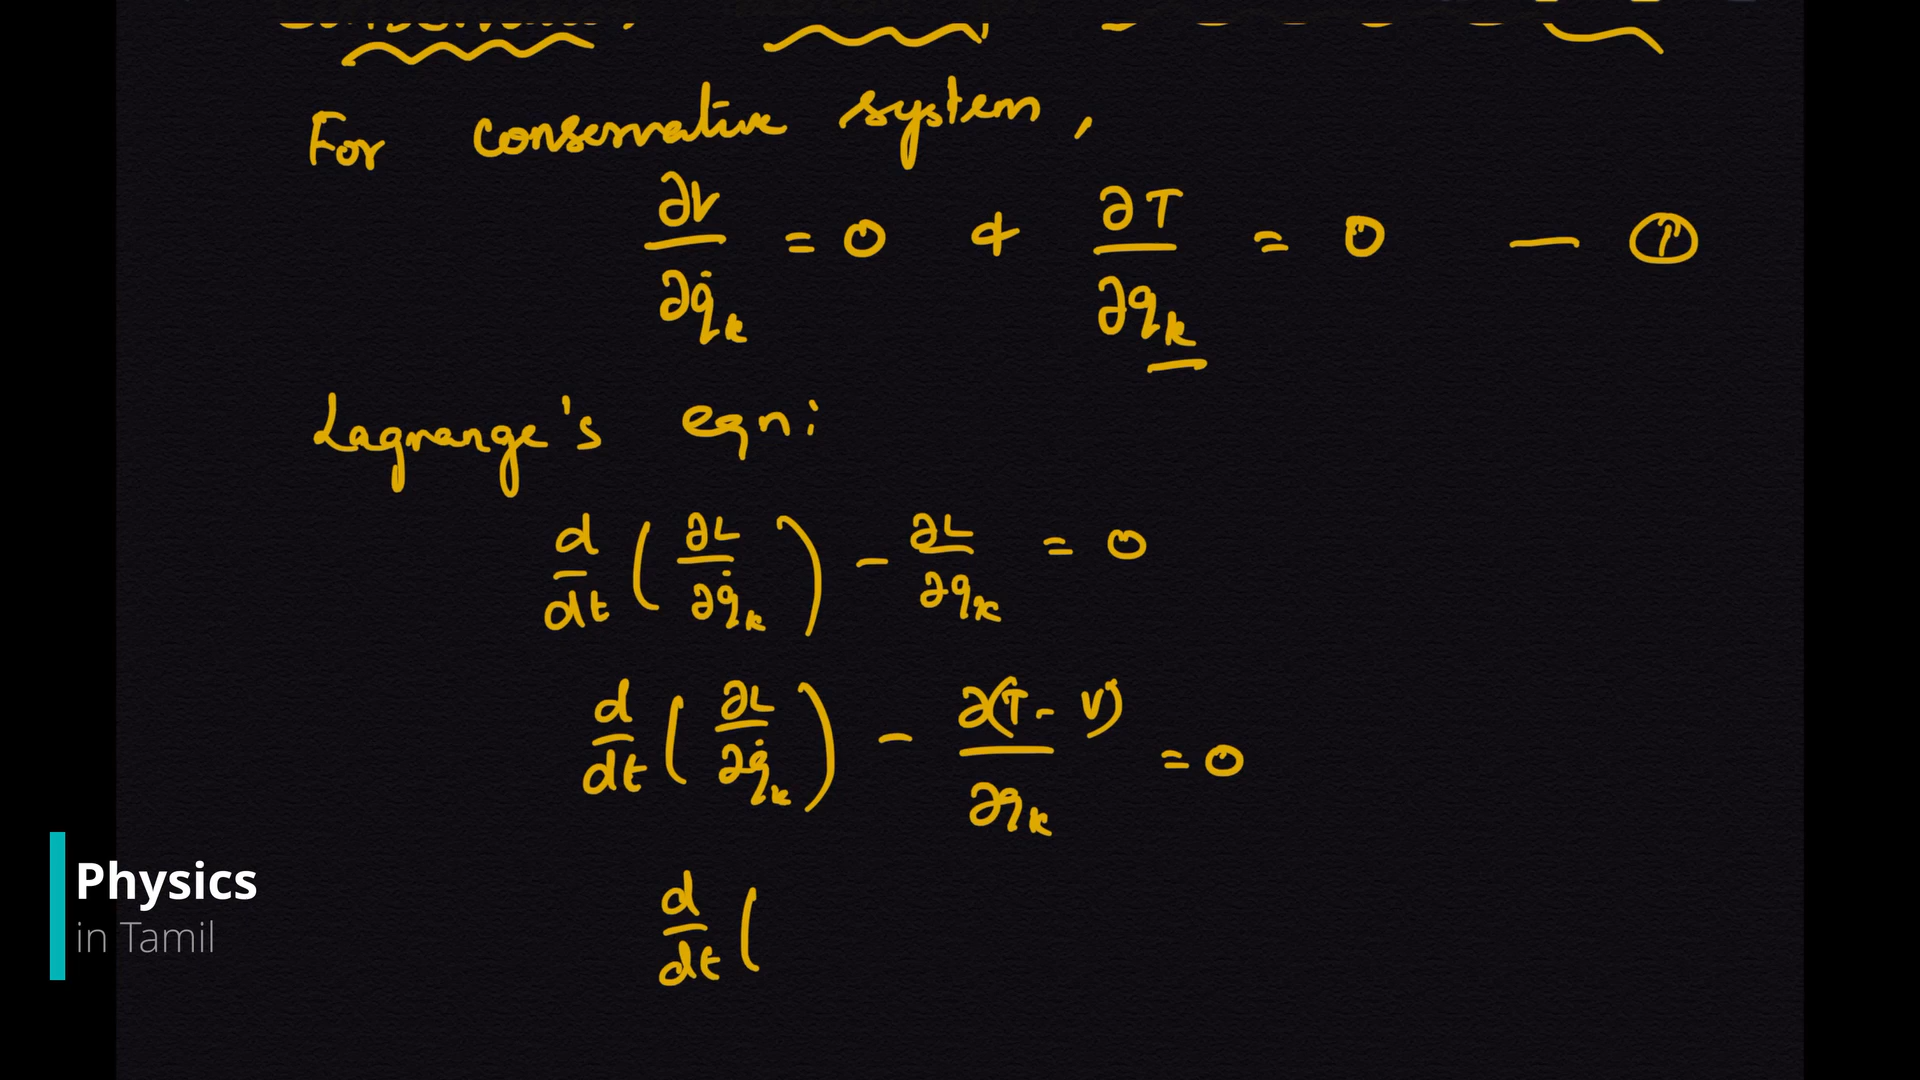 For conservative system,
∂V/∂q̇ₖ = 0 & ∂T/∂qₖ = 0 — ①
Lagrange's eqn:
d/dt (∂L/∂q̇ₖ) - ∂L/∂qₖ = 0
d/dt (∂L/∂q̇ₖ) - ∂(T - V)/∂qₖ = 0
d/dt (
Physics
in Tamil